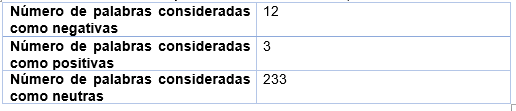 Número de palabras consideradas 12
como negativas
Número de palabras consideradas 3
como positivas
Número de palabras consideradas 233
como neutras